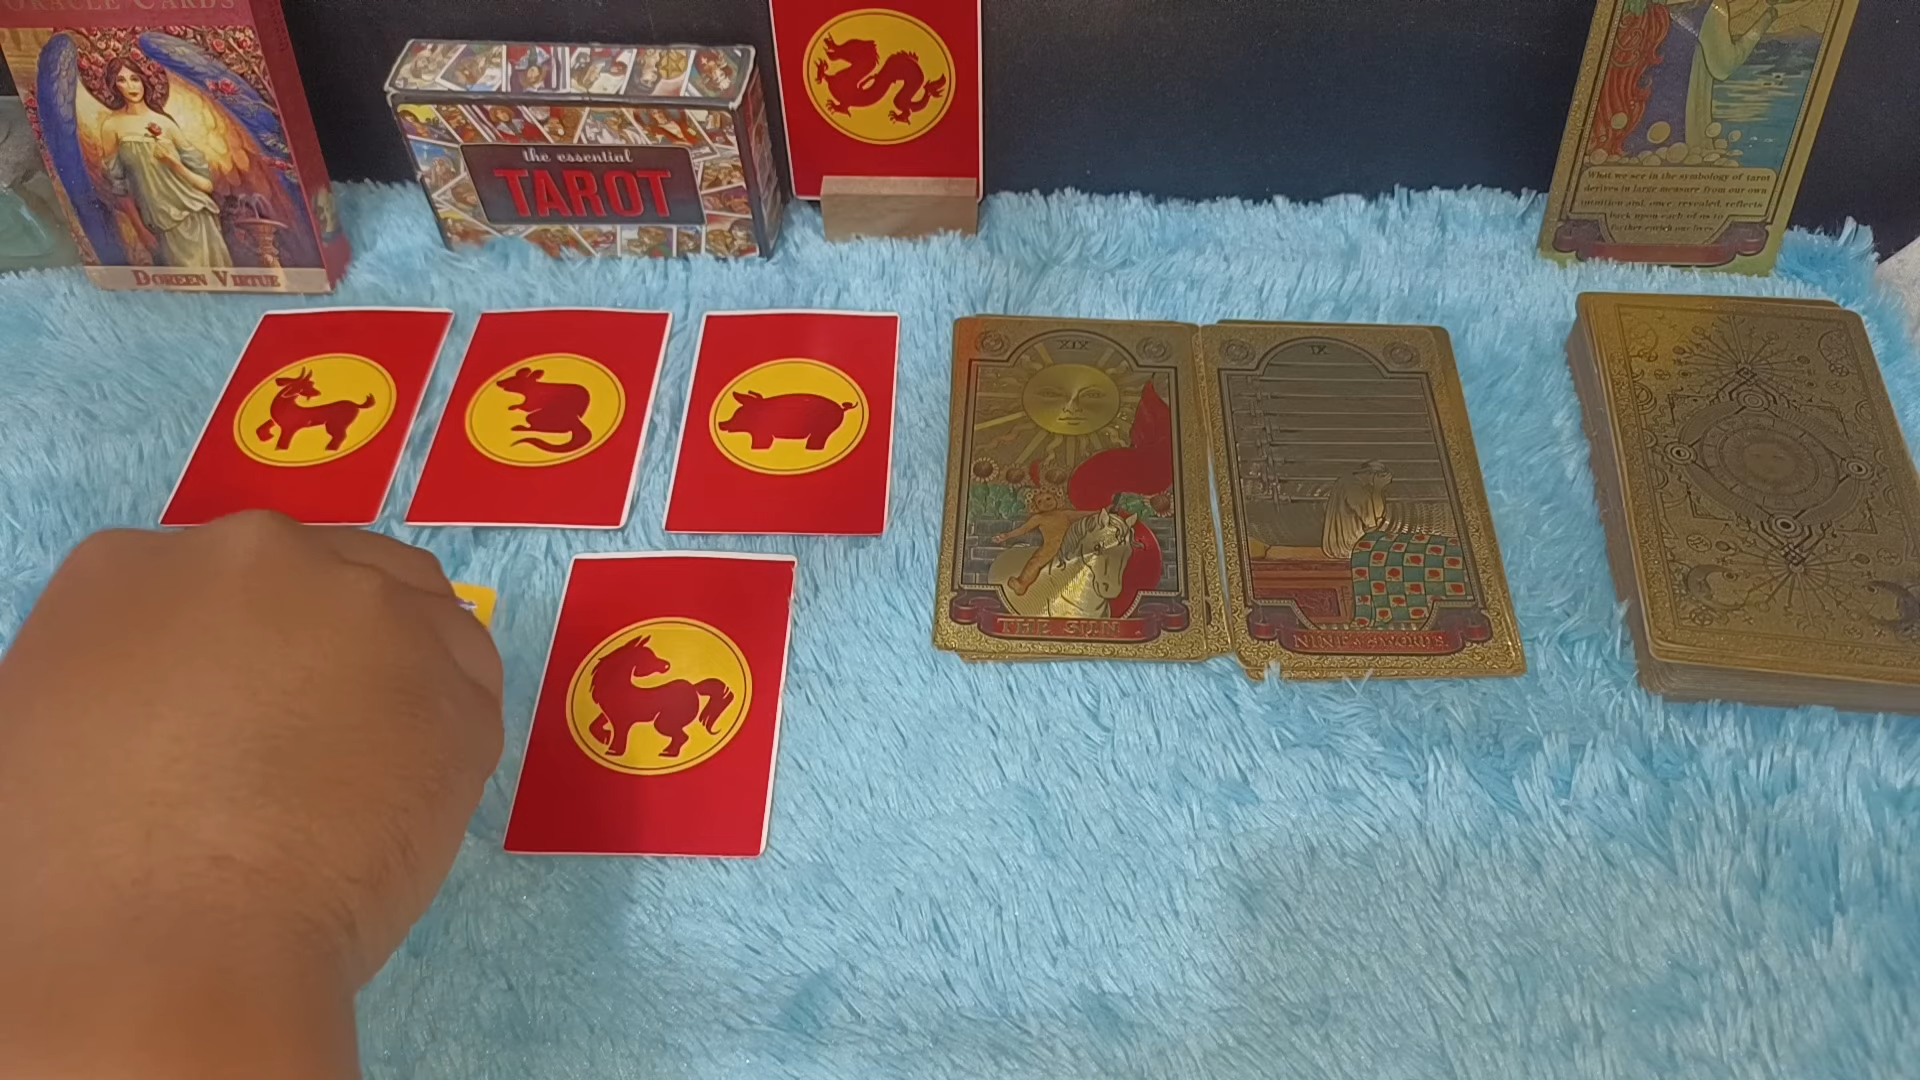 ORACLE CARDS
DOREEN VIRTUE
the essential
TAROT
What we see in the symbology of tarot
derives in large measure from our own
intuition and, once revealed, reflects
back upon each of us to
further enrich our lives
XIX
THE SUN
IX
NINE of SWORDS